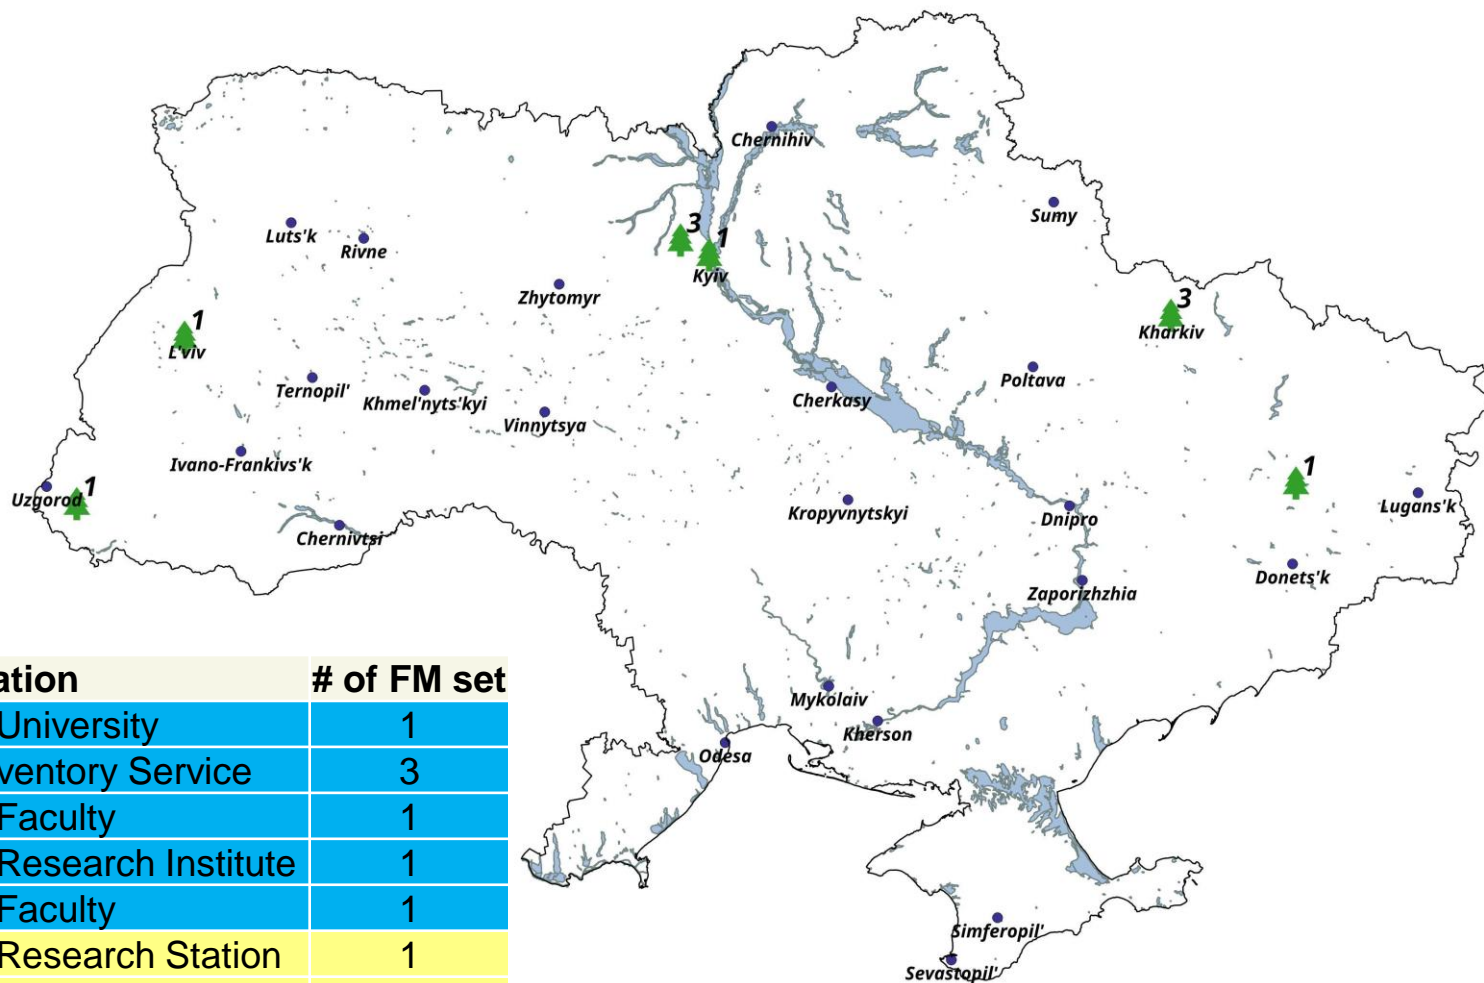 Chernihiv
Sumy
Luts'k
Rivne
3
1
Kyiv
Zhytomyr
3
Kharkiv
1
L'viv
Ternopil'
Khmel'nyts'kyi
Vinnytsya
Cherkasy
Poltava
Ivano-Frankivs'k
1
Uzgorod
Chernivtsi
Kropyvnytskyi
Dnipro
1
Lugans'k
Donets'k
Zaporizhzhia
Mykolaiv
Kherson
Odesa
Simferopil'
Sevastopil'
ation # of FM set
University 1
ventory Service 3
Faculty 1
Research Institute 1
Faculty 1
Research Station 1